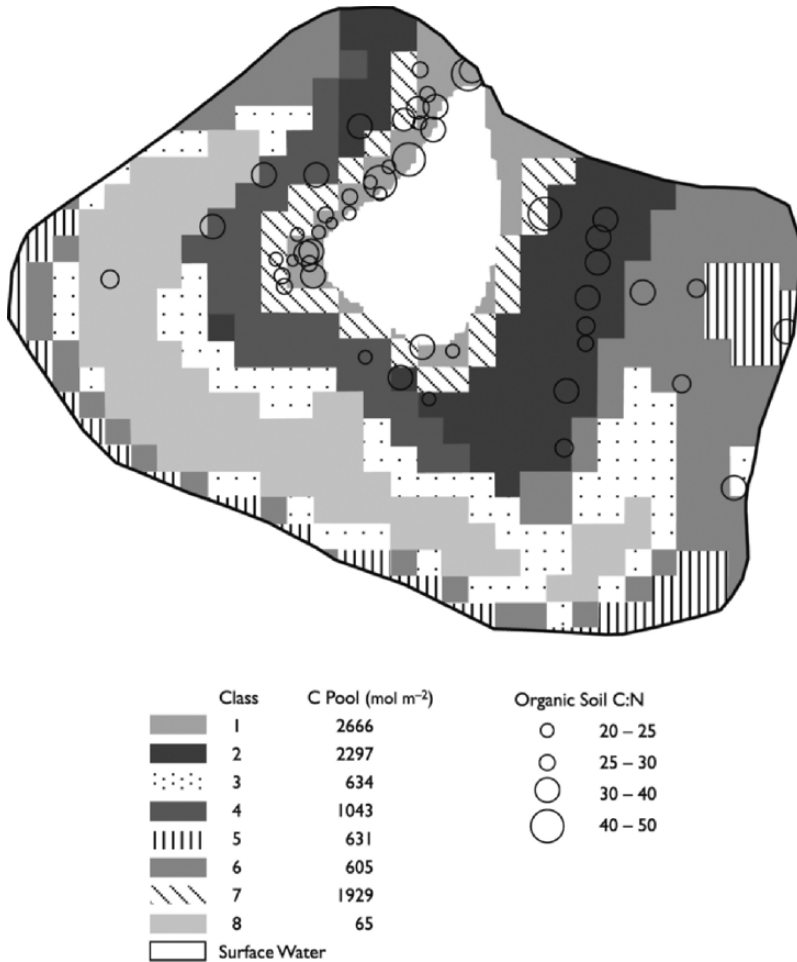 Class C Pool (mol m⁻²)
1 2666
2 2297
3 634
4 1043
5 631
6 605
7 1929
8 65
Surface Water
Organic Soil C:N
20 – 25
25 – 30
30 – 40
40 – 50